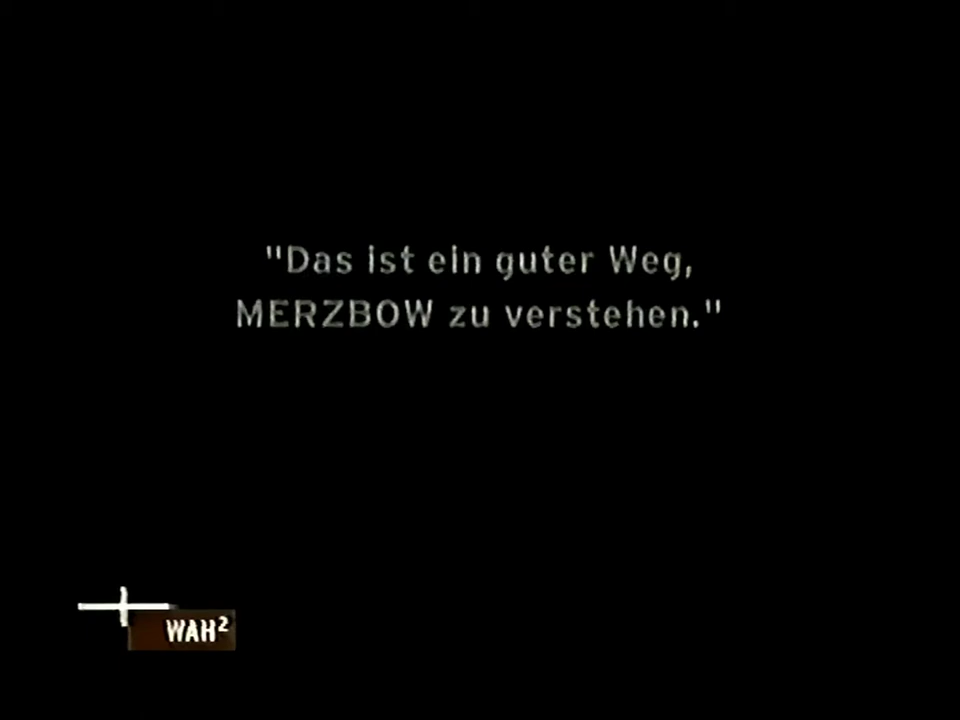 "Das ist ein guter Weg,
MERZBOW zu verstehen."
WAH²